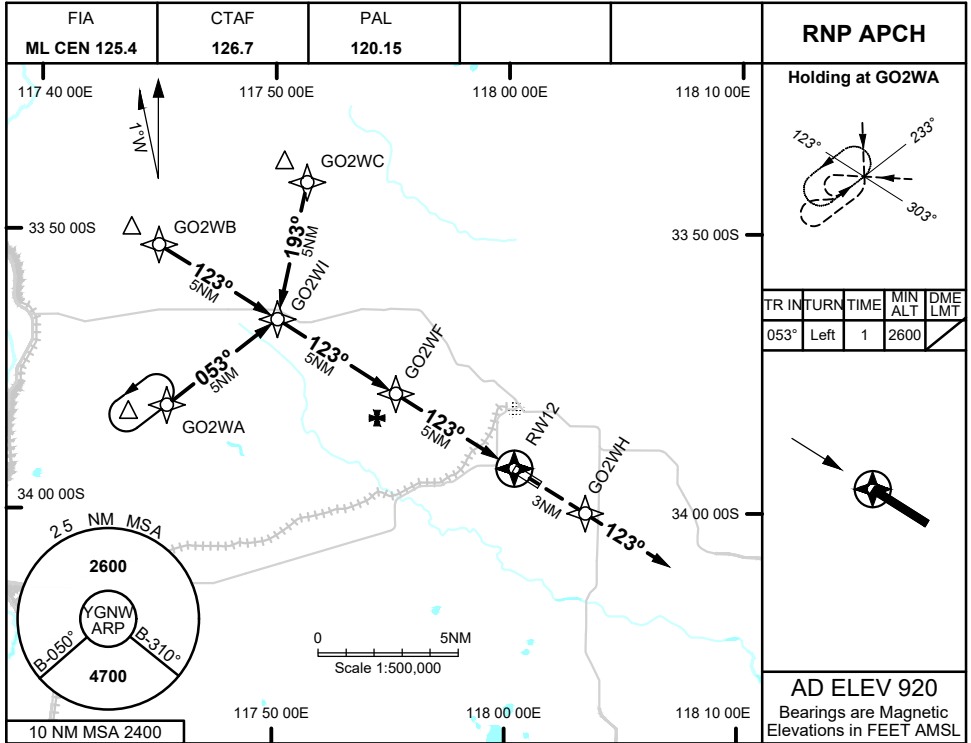 FIA
ML CEN 125.4
CTAF
126.7
PAL
120.15
RNP APCH
117 40 00E
117 50 00E
118 00 00E
118 10 00E
1°W
GO2WC
GO2WB
33 50 00S
33 50 00S
193°
5NM
123°
5NM
GO2WI
053°
5NM
GO2WA
123°
5NM
GO2WF
123°
5NM
RW12
GO2WH
3NM
123°
34 00 00S
34 00 00S
25 NM MSA
2600
YGNW
ARP
B-050°
B-310°
4700
10 NM MSA 2400
0 5NM
Scale 1:500,000
117 50 00E
118 00 00E
118 10 00E
Holding at GO2WA
123°
233°
303°
TR IN TURN TIME MIN ALT DME LMT
053° Left 1 2600
AD ELEV 920
Bearings are Magnetic
Elevations in FEET AMSL